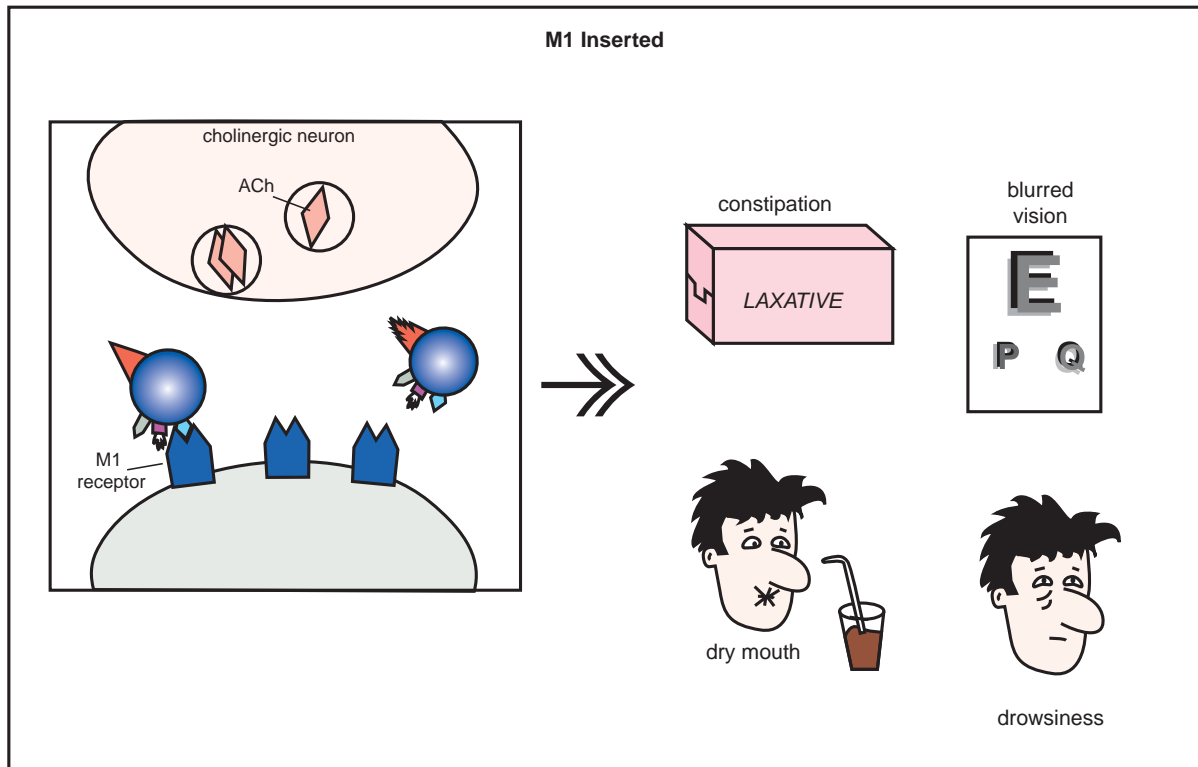 M1 Inserted
cholinergic neuron
ACh
M1
receptor
constipation
LAXATIVE
blurred
vision
E
P Q
dry mouth
drowsiness